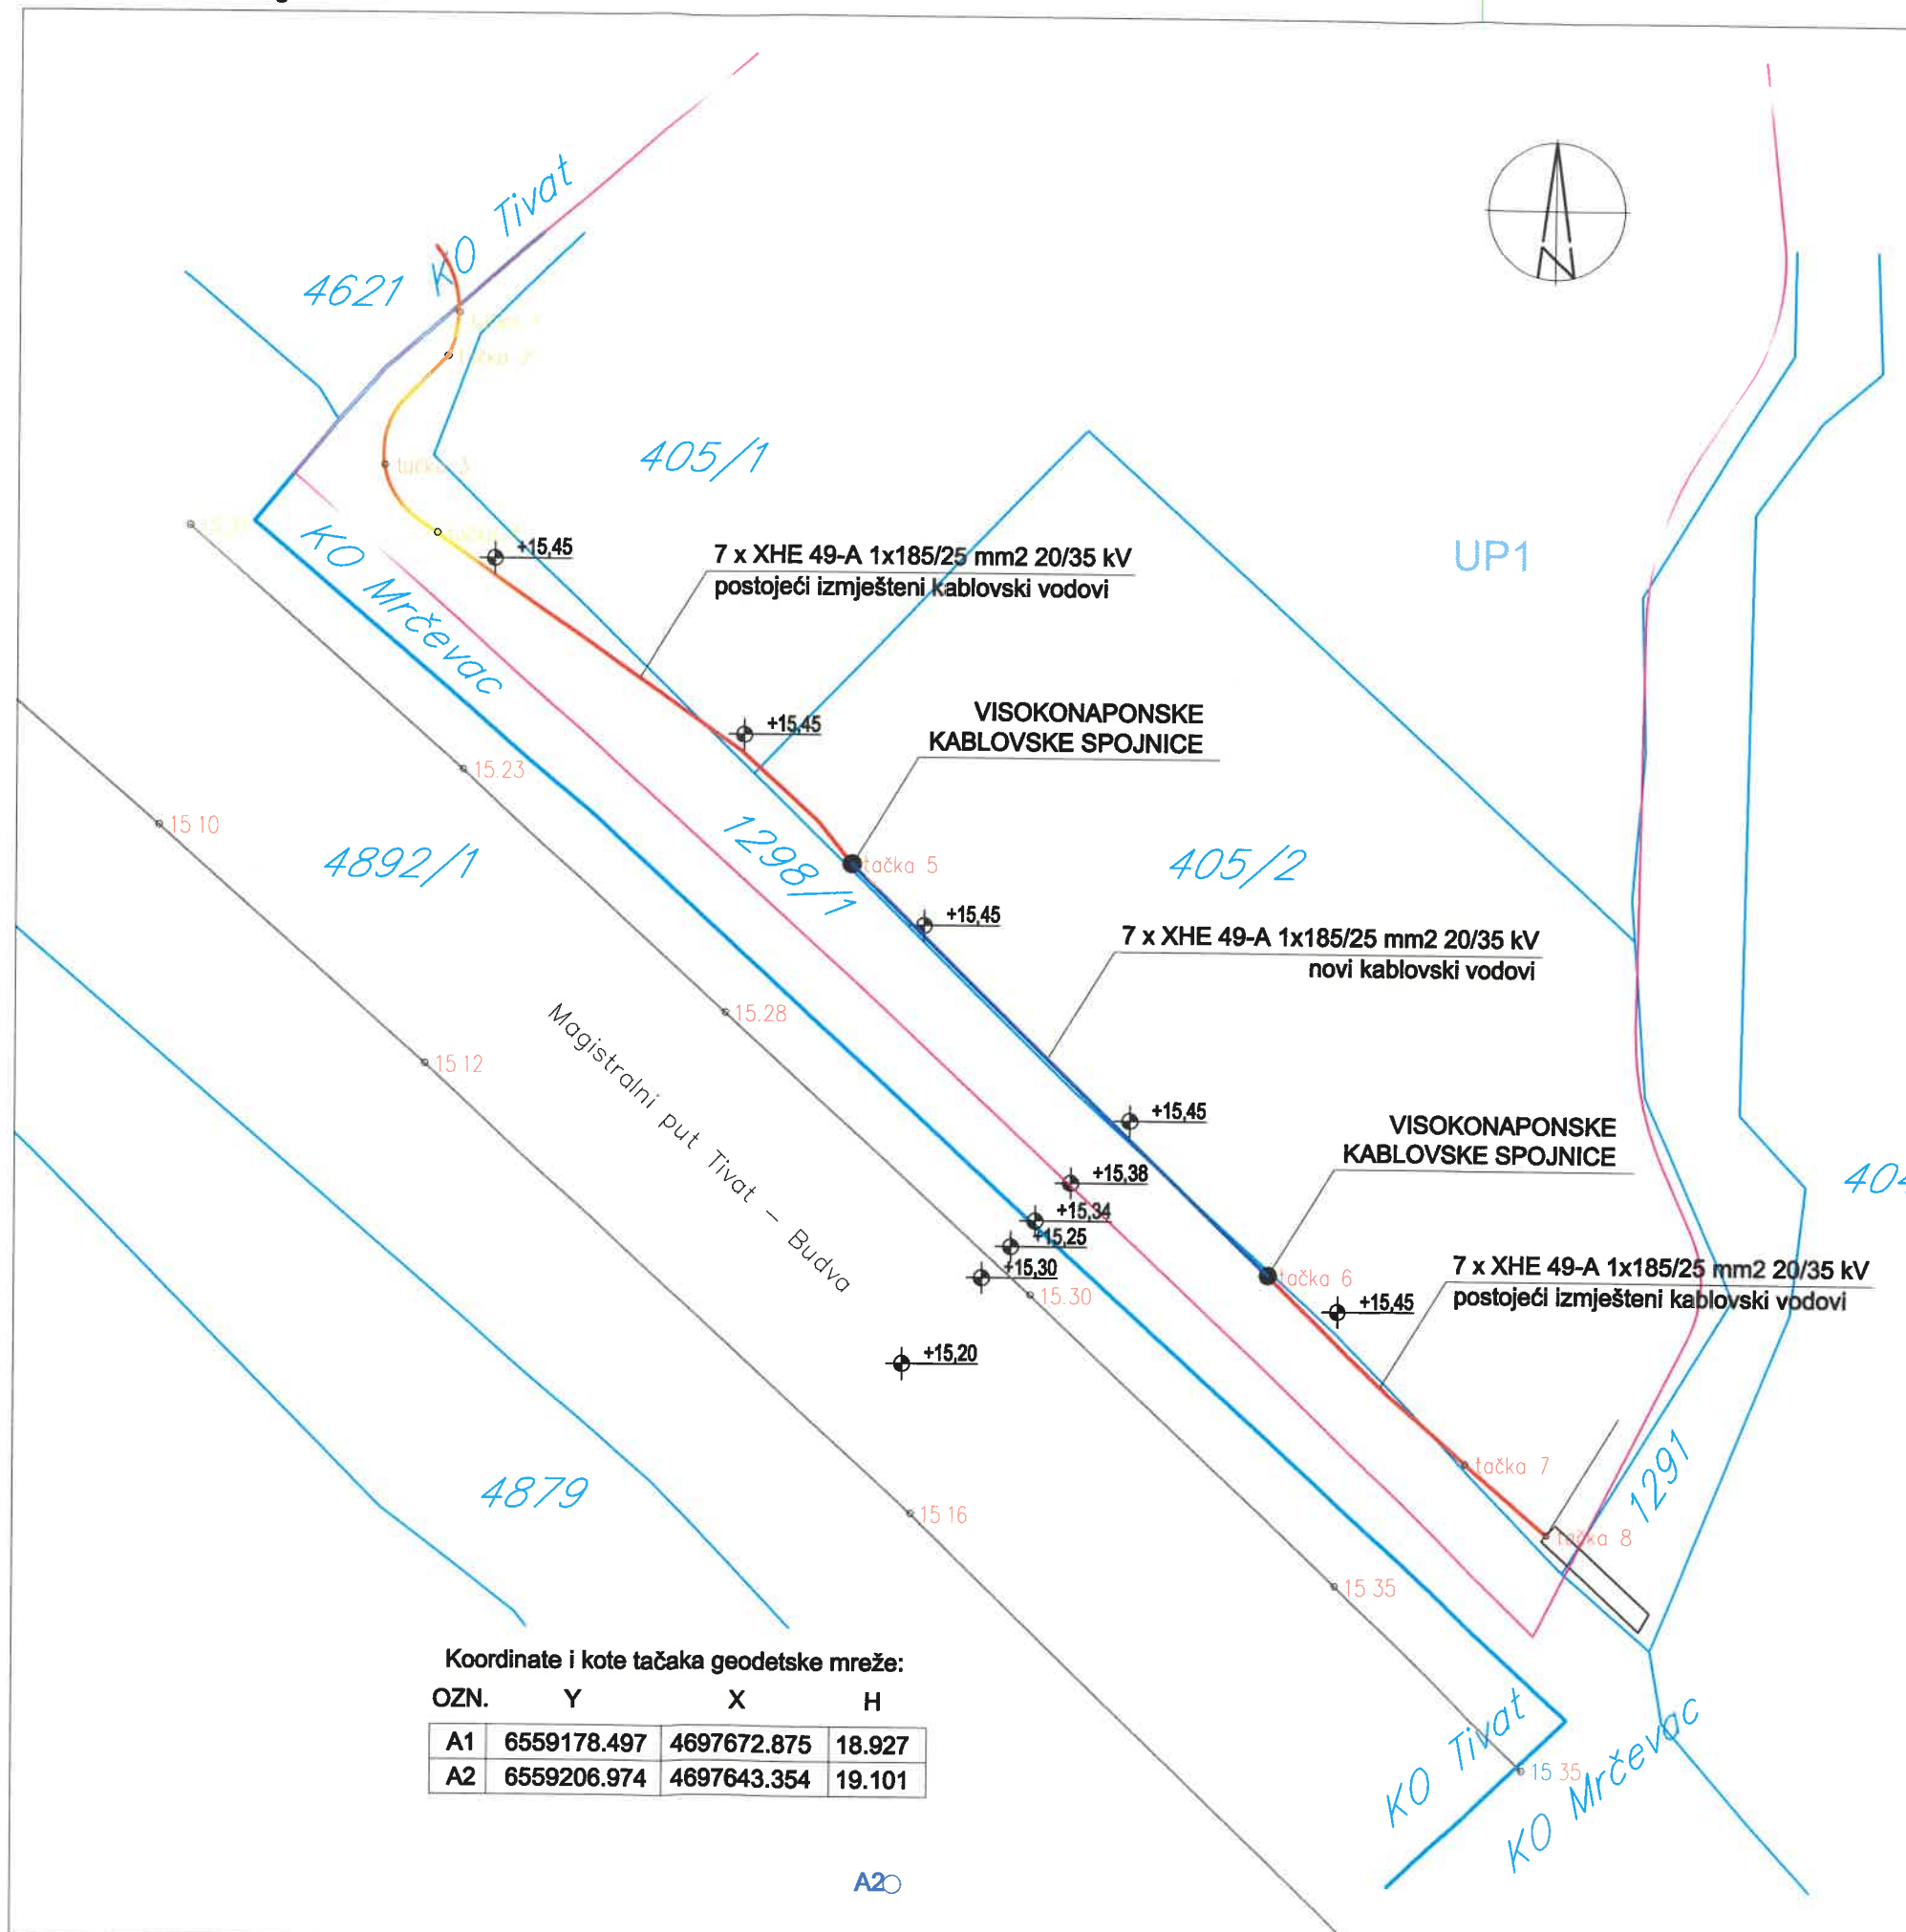 KO Tivat
4621
tačka 2
405/1
tačka 3
KO Mrčevac
+15,45
7 x XHE 49-A 1x185/25 mm2 20/35 kV
postojeći izmješteni kablovski vodovi
UP1
VISOKONAPONSKE
KABLOVSKE SPOJNICE
+15,45
15.23
15 10
4892/1
1298/1
tačka 5
405/2
+15,45
7 x XHE 49-A 1x185/25 mm2 20/35 kV
novi kablovski vodovi
15.28
15 12
Magistralni put Tivat – Budva
+15,45
VISOKONAPONSKE
KABLOVSKE SPOJNICE
+15,38
+15,34
+15,25
+15,30
15.30
tačka 6
+15,45
7 x XHE 49-A 1x185/25 mm2 20/35 kV
postojeći izmješteni kablovski vodovi
+15,20
4879
15 16
tačka 7
1291
tačka 8
15 35
Koordinate i kote tačaka geodetske mreže:
OZN. Y X H
A1 6559178.497 4697672.875 18.927
A2 6559206.974 4697643.354 19.101
KO Tivat
15 35
KO Mrčevac
A2